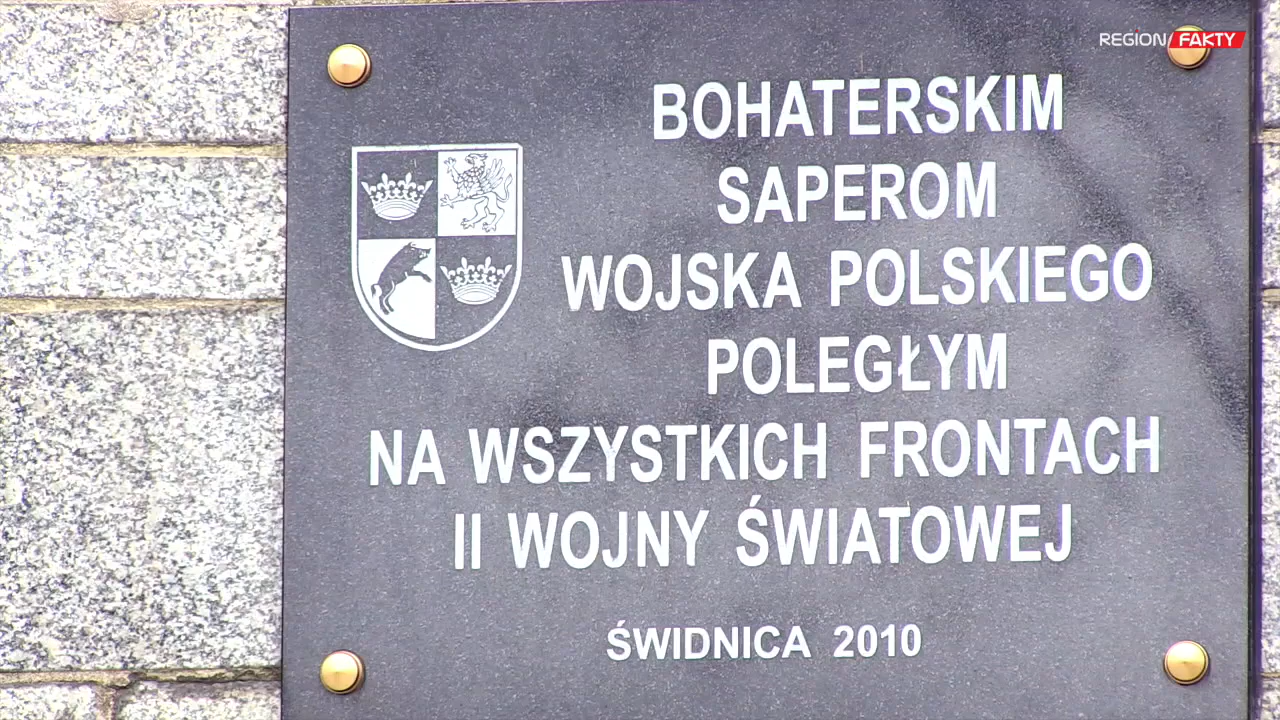 REGION FAKTY
BOHATERSKIM
SAPEROM
WOJSKA POLSKIEGO
POLEGŁYM
NA WSZYSTKICH FRONTACH
II WOJNY ŚWIATOWEJ
ŚWIDNICA 2010